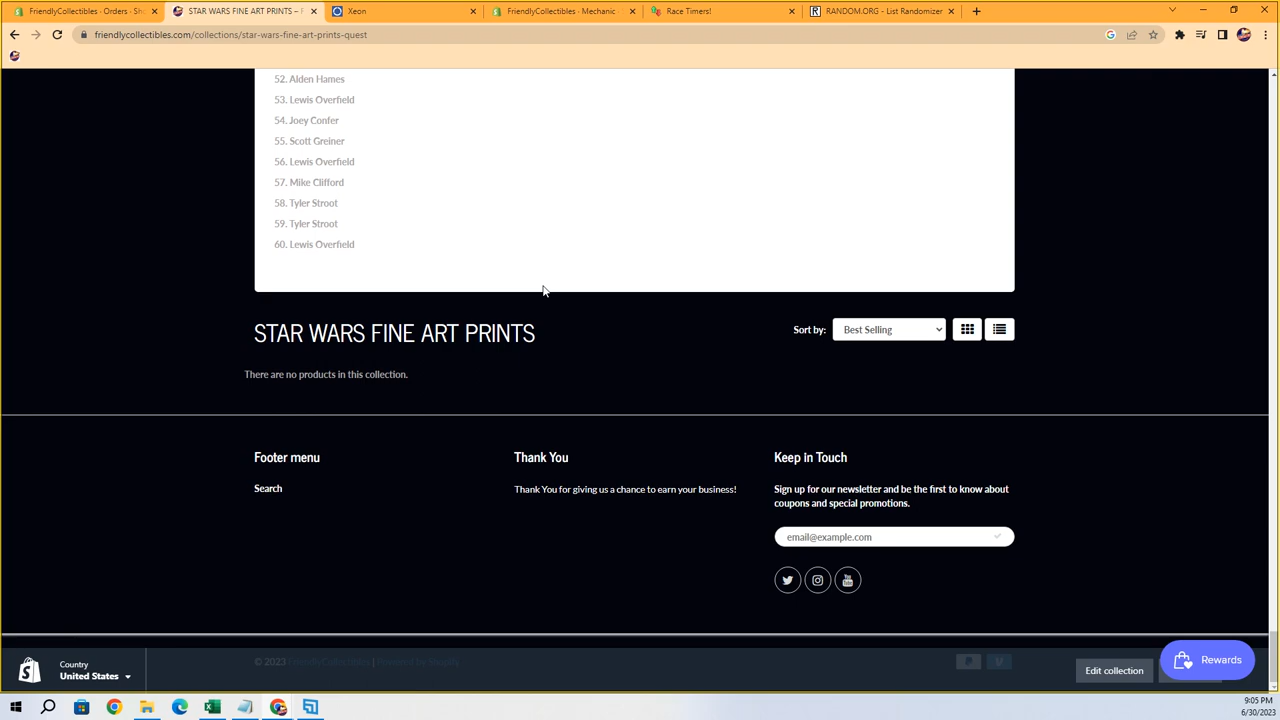 FriendlyCollectibles - Orders - Sh
STAR WARS FINE ART PRINTS – F
Xeon
FriendlyCollectibles - Mechanic -
Race Timers!
RANDOM.ORG - List Randomizer
friendlycollectibles.com/collections/star-wars-fine-art-prints-quest
52. Alden Hames
53. Lewis Overfield
54. Joey Confer
55. Scott Greiner
56. Lewis Overfield
57. Mike Clifford
58. Tyler Stroot
59. Tyler Stroot
60. Lewis Overfield
STAR WARS FINE ART PRINTS
Sort by:
Best Selling
There are no products in this collection.
Footer menu
Search
Thank You
Thank You for giving us a chance to earn your business!
Keep in Touch
Sign up for our newsletter and be the first to know about
coupons and special promotions.
email@example.com
© 2023 FriendlyCollectibles | Powered by Shopify
Country
United States
Edit collection
Rewards
9:05 PM
6/30/2023